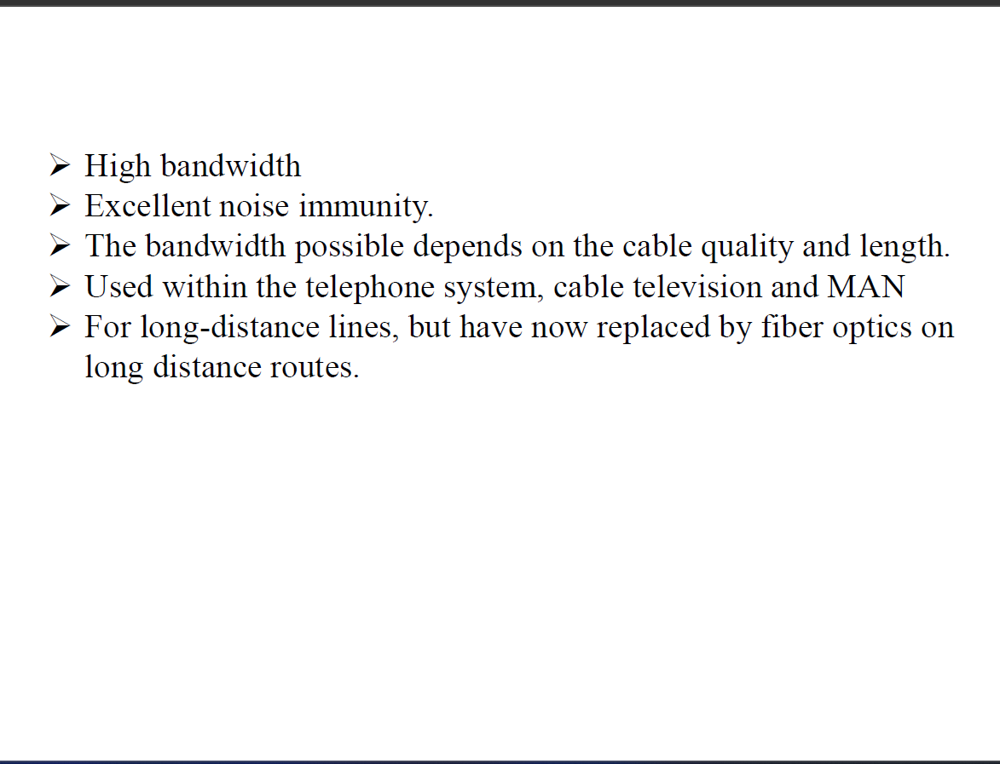 ➢ High bandwidth
➢ Excellent noise immunity.
➢ The bandwidth possible depends on the cable quality and length.
➢ Used within the telephone system, cable television and MAN
➢ For long-distance lines, but have now replaced by fiber optics on
long distance routes.